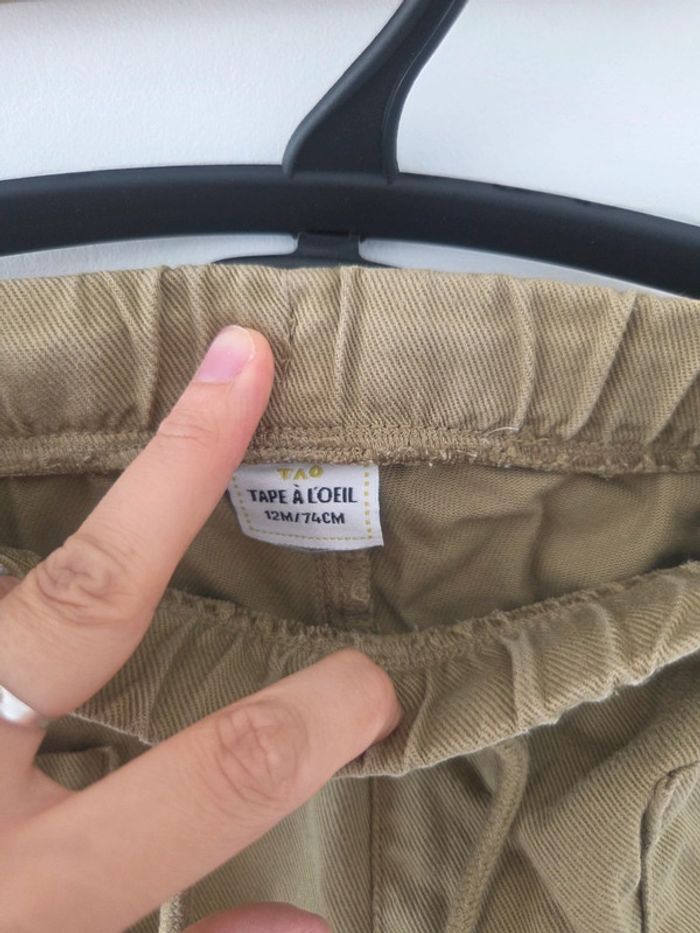 TAO
TAPE À L'OEIL
12M/74CM